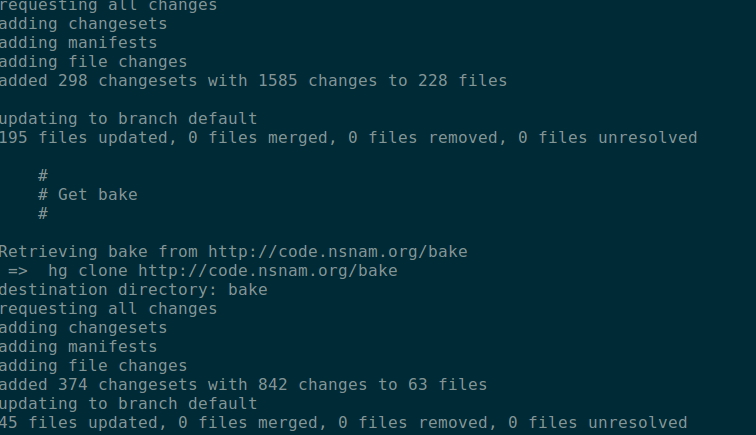 requesting all changes
adding changesets
adding manifests
adding file changes
added 298 changesets with 1585 changes to 228 files
updating to branch default
195 files updated, 0 files merged, 0 files removed, 0 files unresolved
#
# Get bake
#
Retrieving bake from http://code.nsnam.org/bake
=>  hg clone http://code.nsnam.org/bake
destination directory: bake
requesting all changes
adding changesets
adding manifests
adding file changes
added 374 changesets with 842 changes to 63 files
updating to branch default
45 files updated, 0 files merged, 0 files removed, 0 files unresolved